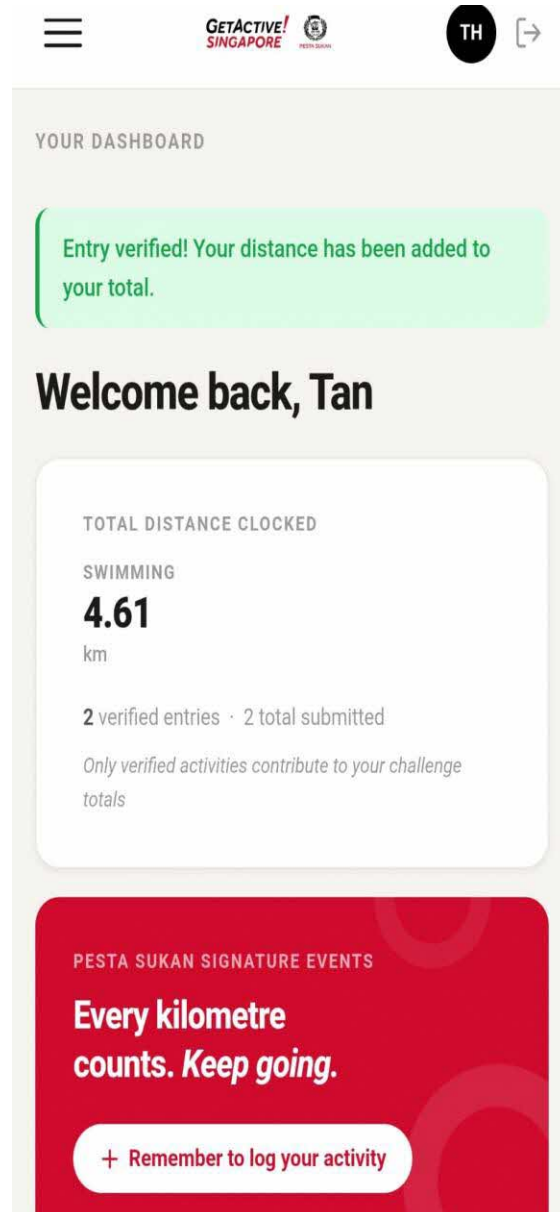 GETACTIVE!
SINGAPORE
PESTA SUKAN
TH
YOUR DASHBOARD
Entry verified! Your distance has been added to
your total.
Welcome back, Tan
TOTAL DISTANCE CLOCKED
SWIMMING
4.61
km
2 verified entries · 2 total submitted
Only verified activities contribute to your challenge
totals
PESTA SUKAN SIGNATURE EVENTS
Every kilometre
counts. Keep going.
+ Remember to log your activity